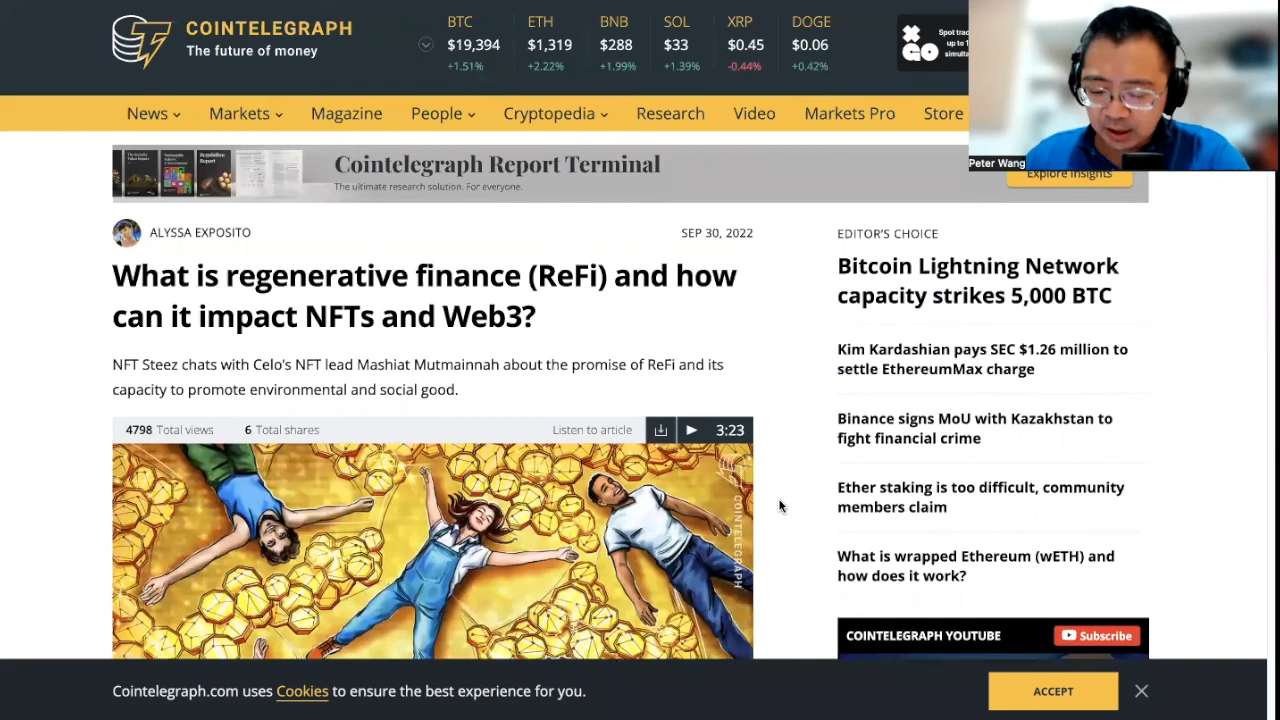 COINTELEGRAPH
The future of money
BTC
$19,394
+1.51%
ETH
$1,319
+2.22%
BNB
$288
+1.99%
SOL
$33
+1.39%
XRP
$0.45
-0.44%
DOGE
$0.06
+0.42%
XGO
Spot
up to 1
News
Markets
Magazine
People
Cryptopedia
Research
Video
Markets Pro
Store
Peter Wang
Cointelegraph Report Terminal
The ultimate research solution. For everyone.
Explore Insights
ALYSSA EXPOSITO
SEP 30, 2022
What is regenerative finance (ReFi) and how
can it impact NFTs and Web3?
NFT Steez chats with Celo's NFT lead Mashiat Mutmainnah about the promise of ReFi and its
capacity to promote environmental and social good.
4798 Total views
6 Total shares
Listen to article
3:23
COINTELEGRAPH
EDITOR'S CHOICE
Bitcoin Lightning Network
capacity strikes 5,000 BTC
Kim Kardashian pays SEC $1.26 million to
settle EthereumMax charge
Binance signs MoU with Kazakhstan to
fight financial crime
Ether staking is too difficult, community
members claim
What is wrapped Ethereum (wETH) and
how does it work?
COINTELEGRAPH YOUTUBE
Subscribe
Cointelegraph.com uses Cookies to ensure the best experience for you.
ACCEPT